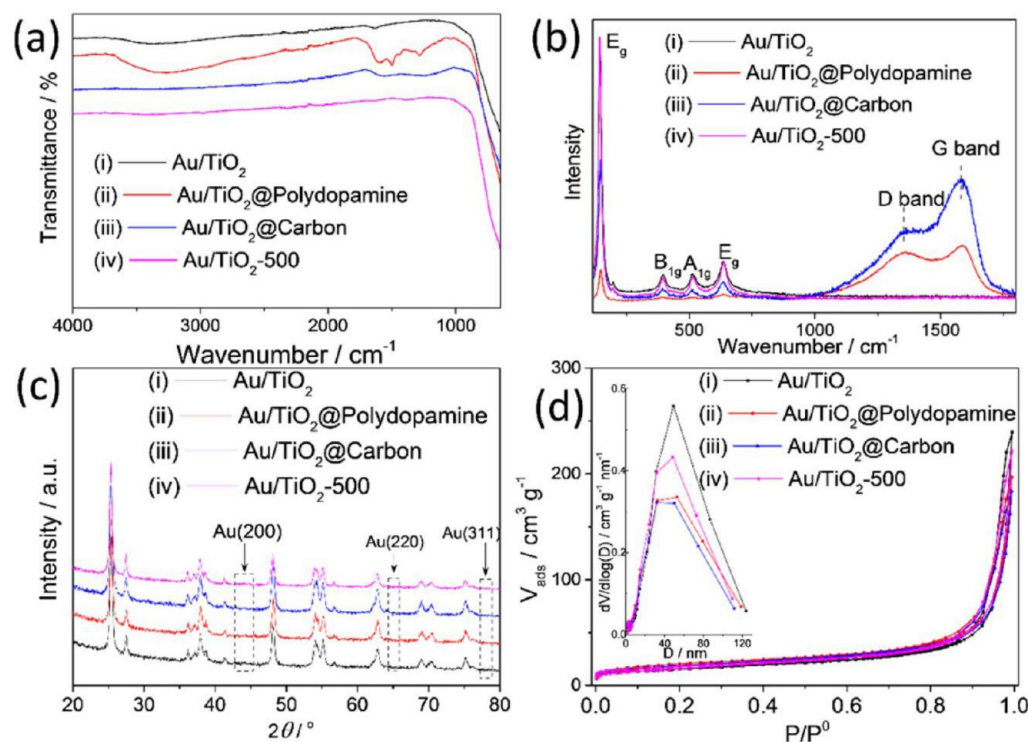 (a)
Transmittance / %
(i) Au/TiO₂
(ii) Au/TiO₂@Polydopamine
(iii) Au/TiO₂@Carbon
(iv) Au/TiO₂-500
4000 3000 2000 1000
Wavenumber / cm⁻¹
(b)
E_g
(i) Au/TiO₂
(ii) Au/TiO₂@Polydopamine
(iii) Au/TiO₂@Carbon
(iv) Au/TiO₂-500
Intensity
G band
D band
B₁g A₁g E_g
500 1000 1500
Wavenumber / cm⁻¹
(c)
(i) Au/TiO₂
(ii) Au/TiO₂@Polydopamine
(iii) Au/TiO₂@Carbon
(iv) Au/TiO₂-500
Intensity / a.u.
Au(200) Au(220) Au(311)
20 30 40 50 60 70 80
2θ / °
(d)
(i) Au/TiO₂
(ii) Au/TiO₂@Polydopamine
(iii) Au/TiO₂@Carbon
(iv) Au/TiO₂-500
V_ads / cm³ g⁻¹
300
200
100
0
dV/dlog(D) / cm³ g⁻¹ nm⁻¹
0.6
0.4
0.2
0
0 40 80 120
D / nm
0.0 0.2 0.4 0.6 0.8 1.0
P/P⁰